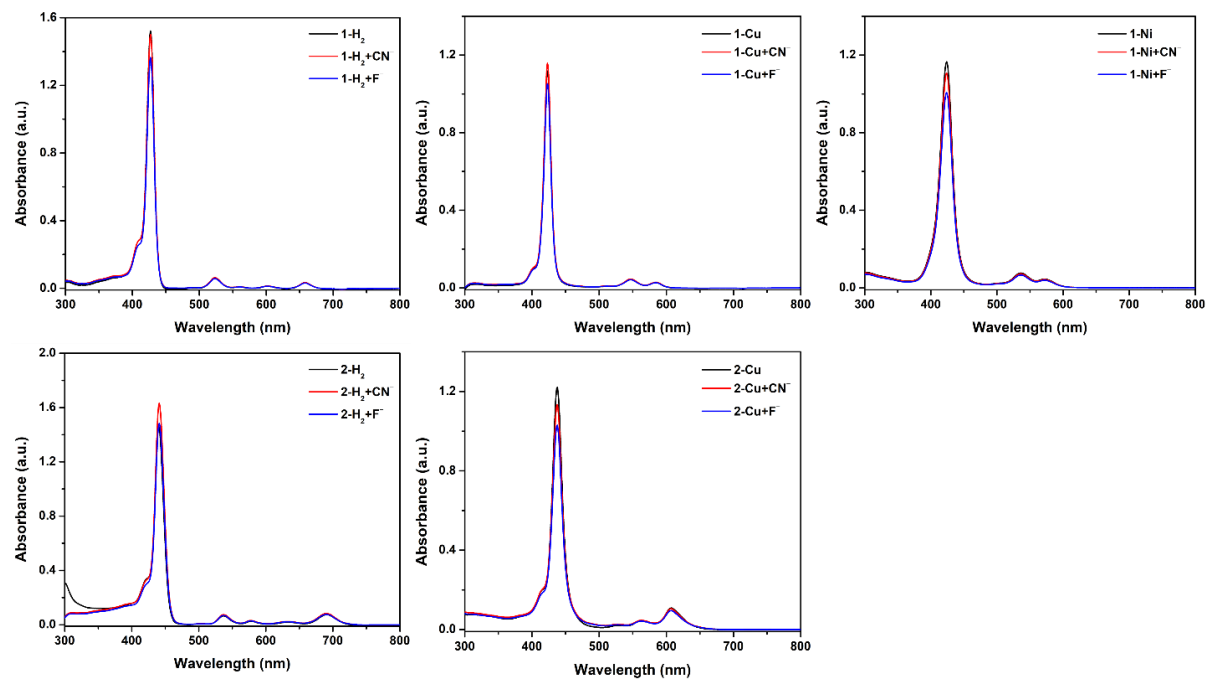 1.6
1.2
0.8
0.4
0.0
Absorbance (a.u.)
1-H₂
1-H₂+CN⁻
1-H₂+F⁻
300 400 500 600 700 800
Wavelength (nm)
1.2
0.8
0.4
0.0
Absorbance (a.u.)
1-Cu
1-Cu+CN⁻
1-Cu+F⁻
300 400 500 600 700 800
Wavelength (nm)
1.2
0.8
0.4
0.0
Absorbance (a.u.)
1-Ni
1-Ni+CN⁻
1-Ni+F⁻
300 400 500 600 700 800
Wavelength (nm)
2.0
1.6
1.2
0.8
0.4
0.0
Absorbance (a.u.)
2-H₂
2-H₂+CN⁻
2-H₂+F⁻
300 400 500 600 700 800
Wavelength (nm)
1.2
0.8
0.4
0.0
Absorbance (a.u.)
2-Cu
2-Cu+CN⁻
2-Cu+F⁻
300 400 500 600 700 800
Wavelength (nm)